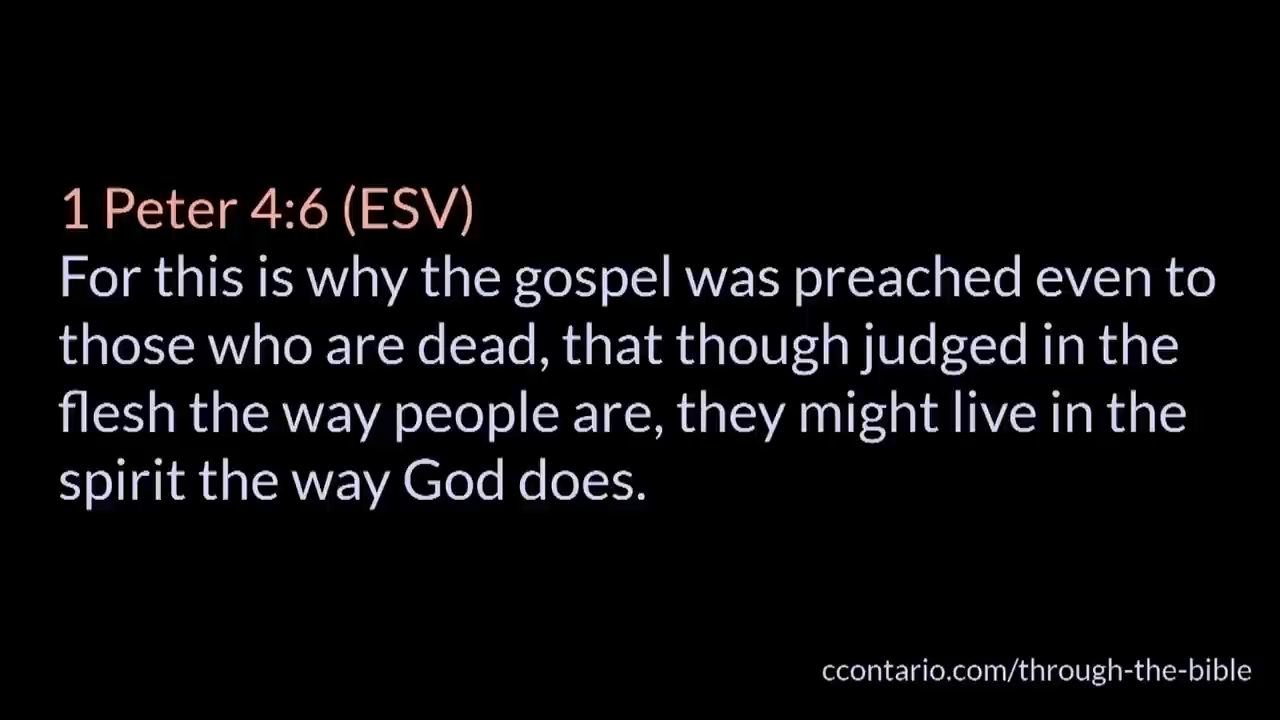 1 Peter 4:6 (ESV)
For this is why the gospel was preached even to
those who are dead, that though judged in the
flesh the way people are, they might live in the
spirit the way God does.
ccontario.com/through-the-bible